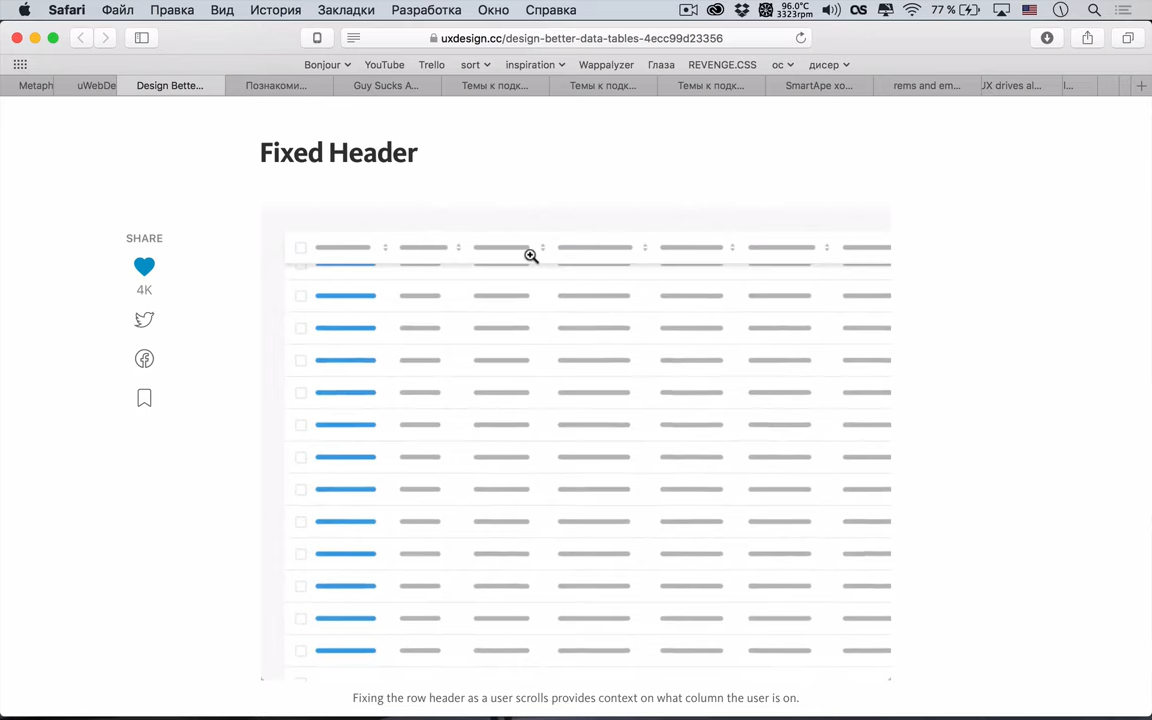 Safari Файл Правка Вид История Закладки Разработка Окно Справка 96.0°C 3323rpm 77 %
uxdesign.cc/design-better-data-tables-4ecc99d23356
Bonjour YouTube Trello sort inspiration Wappalyzer Глаза REVENGE.CSS ос дисер
Metaph uWebDe Design Bette... Познакоми... Guy Sucks A... Темы к подк... Темы к подк... Темы к подк... SmartApe хо... rems and em... JX drives al... I...
Fixed Header
SHARE
4K
Fixing the row header as a user scrolls provides context on what column the user is on.